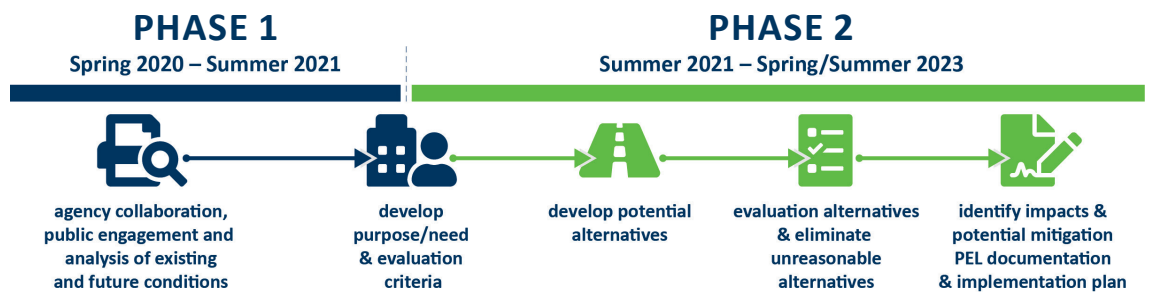 PHASE 1
Spring 2020 – Summer 2021
PHASE 2
Summer 2021 – Spring/Summer 2023
agency collaboration,
public engagement and
analysis of existing
and future conditions
develop
purpose/need
& evaluation
criteria
develop potential
alternatives
evaluation alternatives
& eliminate
unreasonable
alternatives
identify impacts &
potential mitigation
PEL documentation
& implementation plan